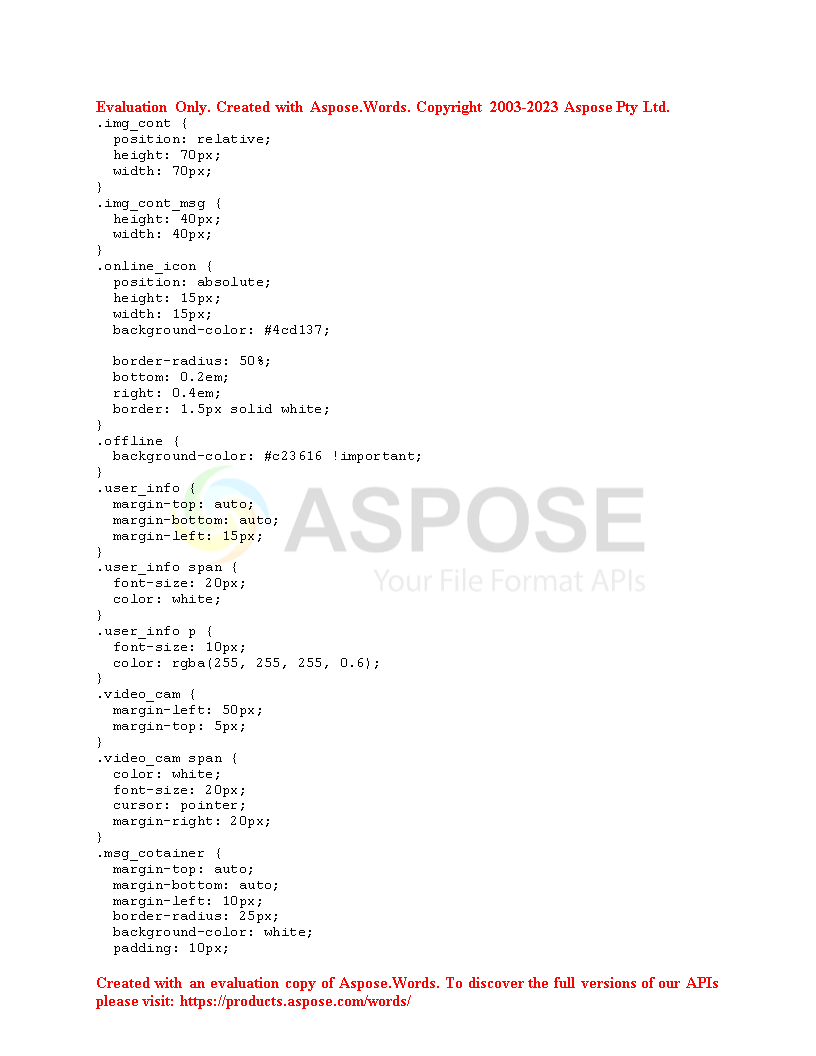 Evaluation Only. Created with Aspose.Words. Copyright 2003-2023 Aspose Pty Ltd.
.img_cont {
  position: relative;
  height: 70px;
  width: 70px;
}
.img_cont_msg {
  height: 40px;
  width: 40px;
}
.online_icon {
  position: absolute;
  height: 15px;
  width: 15px;
  background-color: #4cd137;

  border-radius: 50%;
  bottom: 0.2em;
  right: 0.4em;
  border: 1.5px solid white;
}
.offline {
  background-color: #c23616 !important;
}
.user_info {
  margin-top: auto;
  margin-bottom: auto;
  margin-left: 15px;
}
ASPOSE
Your File Format APIs
.user_info span {
  font-size: 20px;
  color: white;
}
.user_info p {
  font-size: 10px;
  color: rgba(255, 255, 255, 0.6);
}
.video_cam {
  margin-left: 50px;
  margin-top: 5px;
}
.video_cam span {
  color: white;
  font-size: 20px;
  cursor: pointer;
  margin-right: 20px;
}
.msg_cotainer {
  margin-top: auto;
  margin-bottom: auto;
  margin-left: 10px;
  border-radius: 25px;
  background-color: white;
  padding: 10px;
Created with an evaluation copy of Aspose.Words. To discover the full versions of our APIs
please visit: https://products.aspose.com/words/